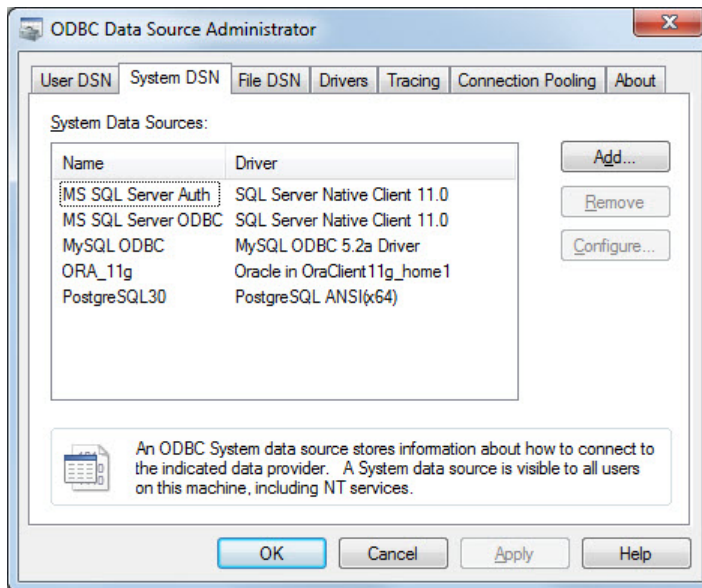 ODBC Data Source Administrator
User DSN System DSN File DSN Drivers Tracing Connection Pooling About
System Data Sources:
Name Driver
MS SQL Server Auth SQL Server Native Client 11.0
MS SQL Server ODBC SQL Server Native Client 11.0
MySQL ODBC MySQL ODBC 5.2a Driver
ORA_11g Oracle in OraClient11g_home1
PostgreSQL30 PostgreSQL ANSI(x64)
Add...
Remove
Configure...
An ODBC System data source stores information about how to connect to
the indicated data provider. A System data source is visible to all users
on this machine, including NT services.
OK Cancel Apply Help